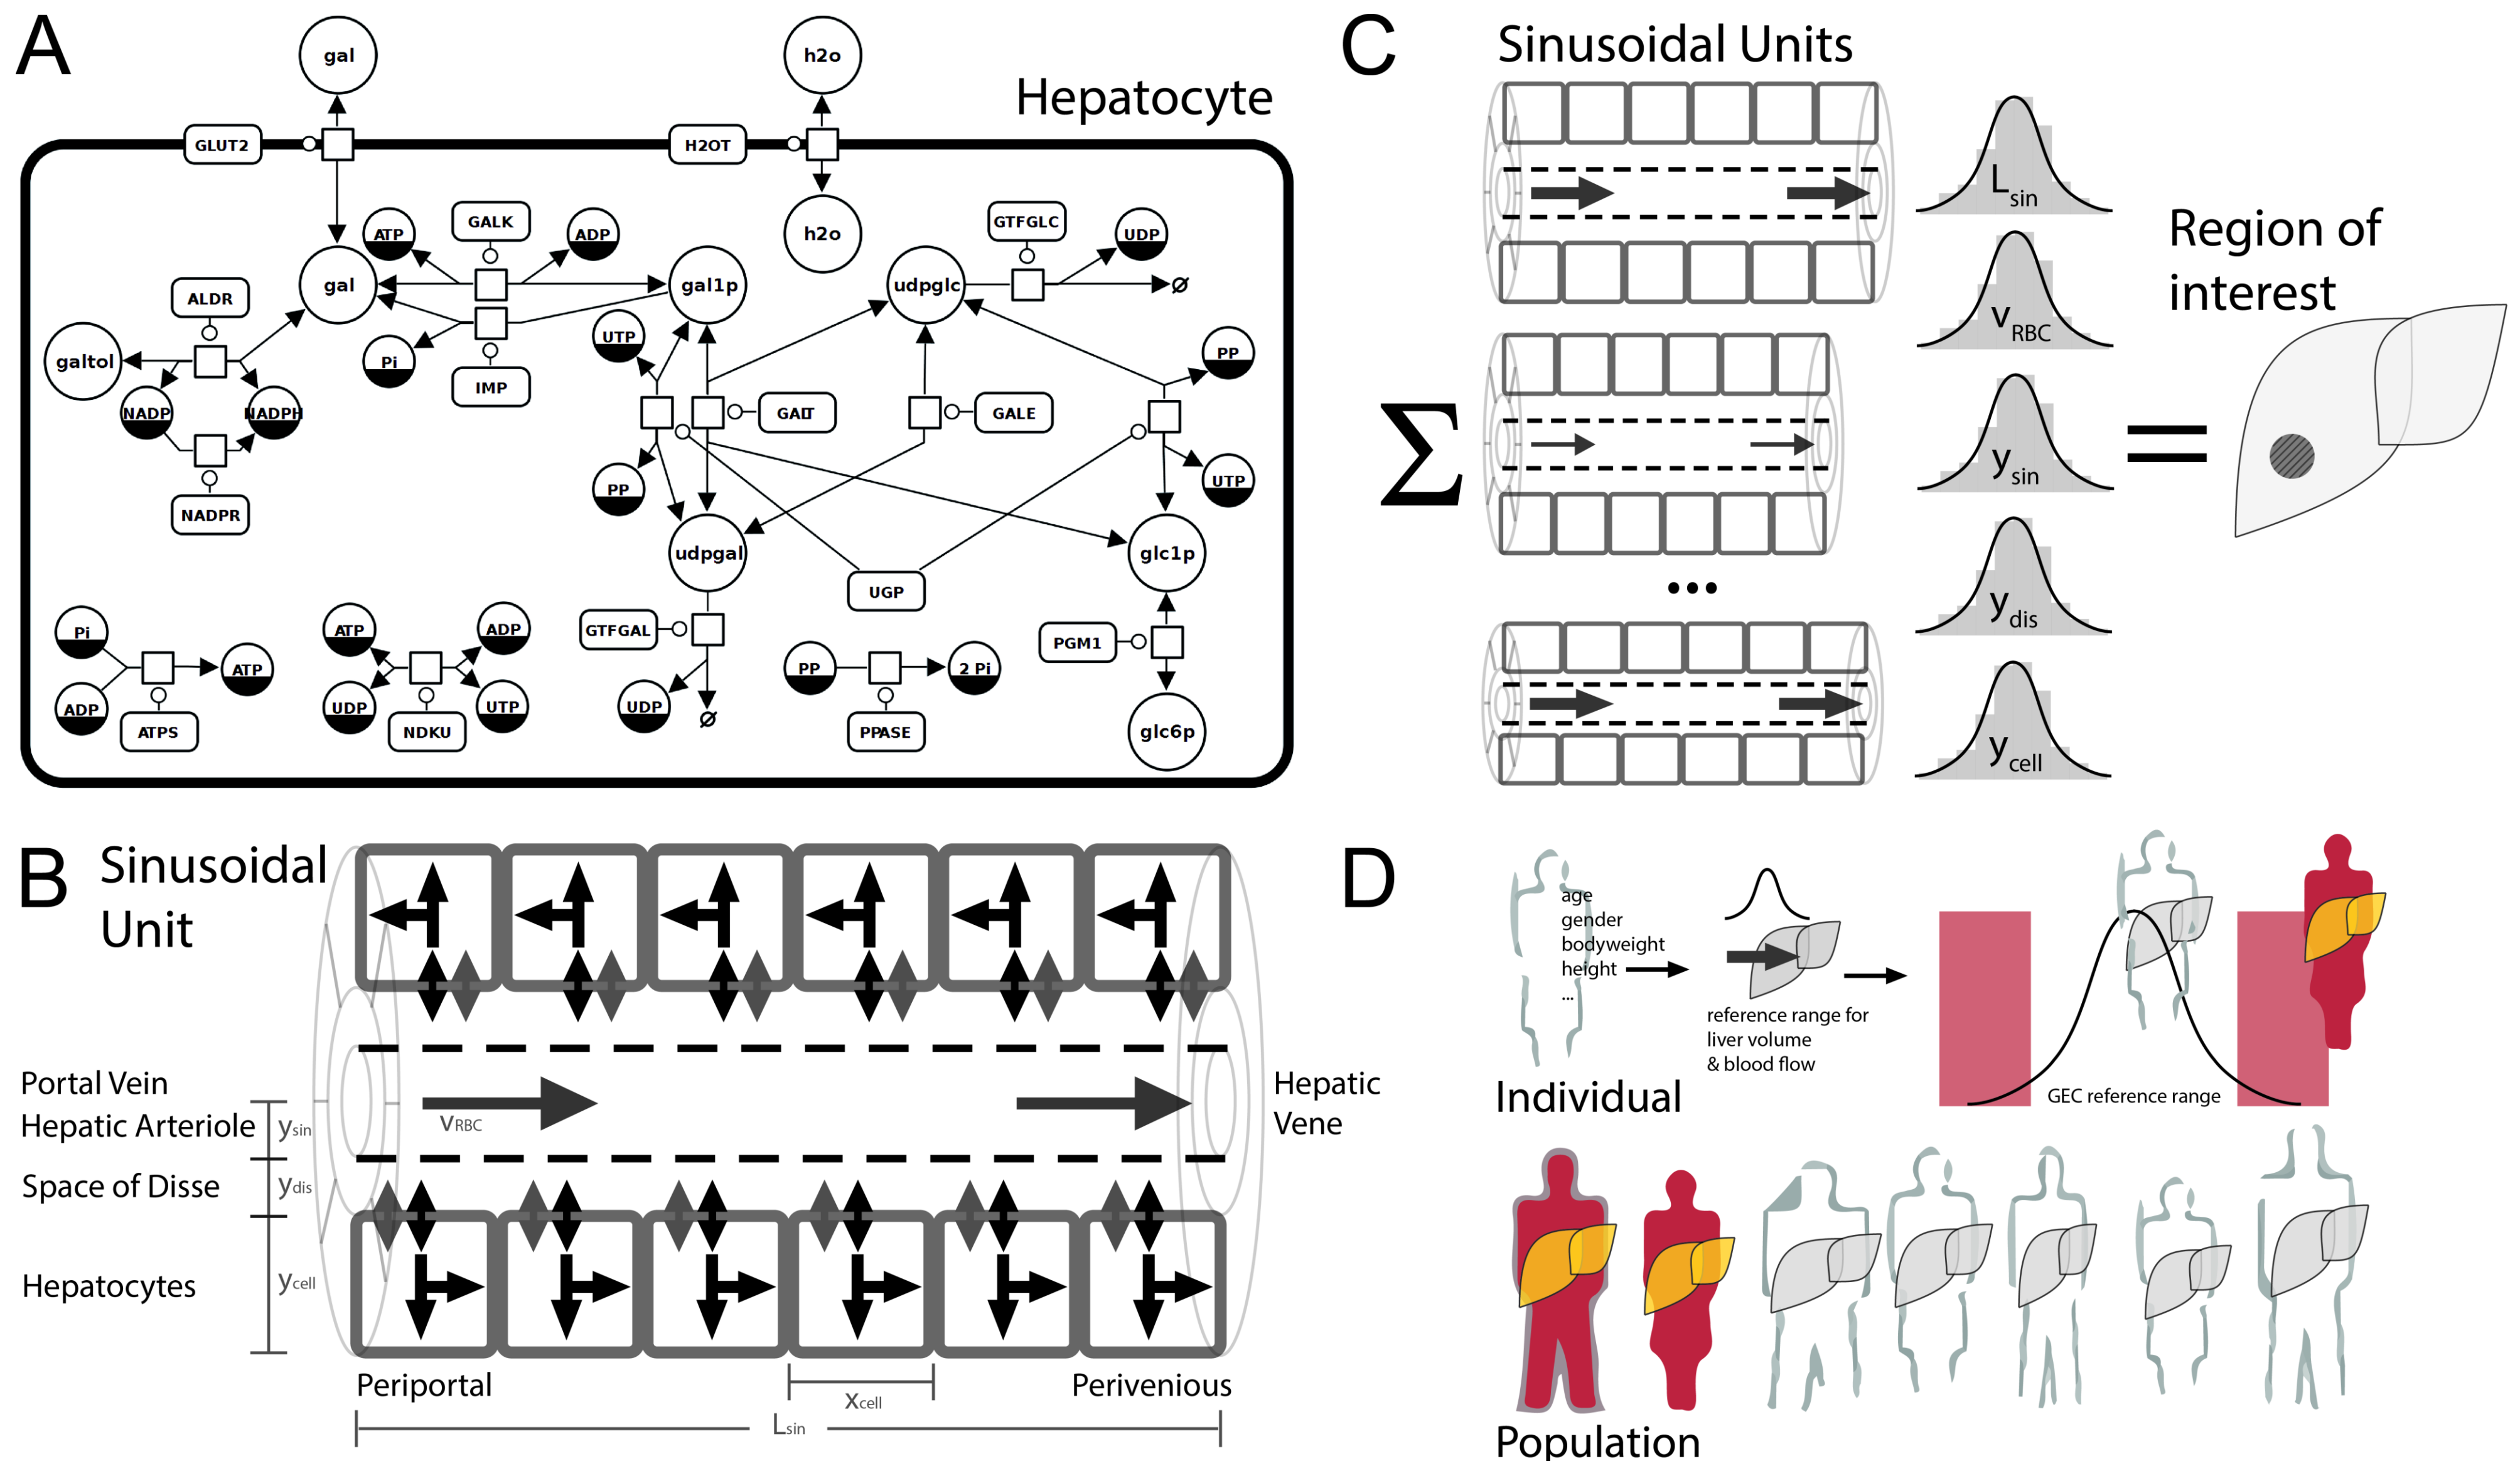 A
gal
h2o
Hepatocyte
GLUT2
H2OT
h2o
ATP
GALK
ADP
GTFGLC
UDP
gal
gal1p
udpglc
ø
ALDR
galtol
Pi
IMP
UTP
PP
NADP
NADPH
GALT
GALE
NADPR
PP
UTP
udpgal
glc1p
UGP
Pi
ADP
ATP
ATPS
ATP
ADP
UDP
UTP
NDKU
GTFGAL
UDP
ø
PP
2 Pi
PPASE
PGM1
glc6p
B
Sinusoidal
Unit
Portal Vein
Hepatic Arteriole
ysin
vRBC
Hepatic
Vene
Space of Disse
ydis
Hepatocytes
ycell
Periportal
xcell
Perivenious
Lsin
C
Sinusoidal Units
Σ
...
Lsin
vRBC
ysin
ydis
ycell
=
Region of
interest
D
age
gender
bodyweight
height
...
reference range for
liver volume
& blood flow
GEC reference range
Individual
Population